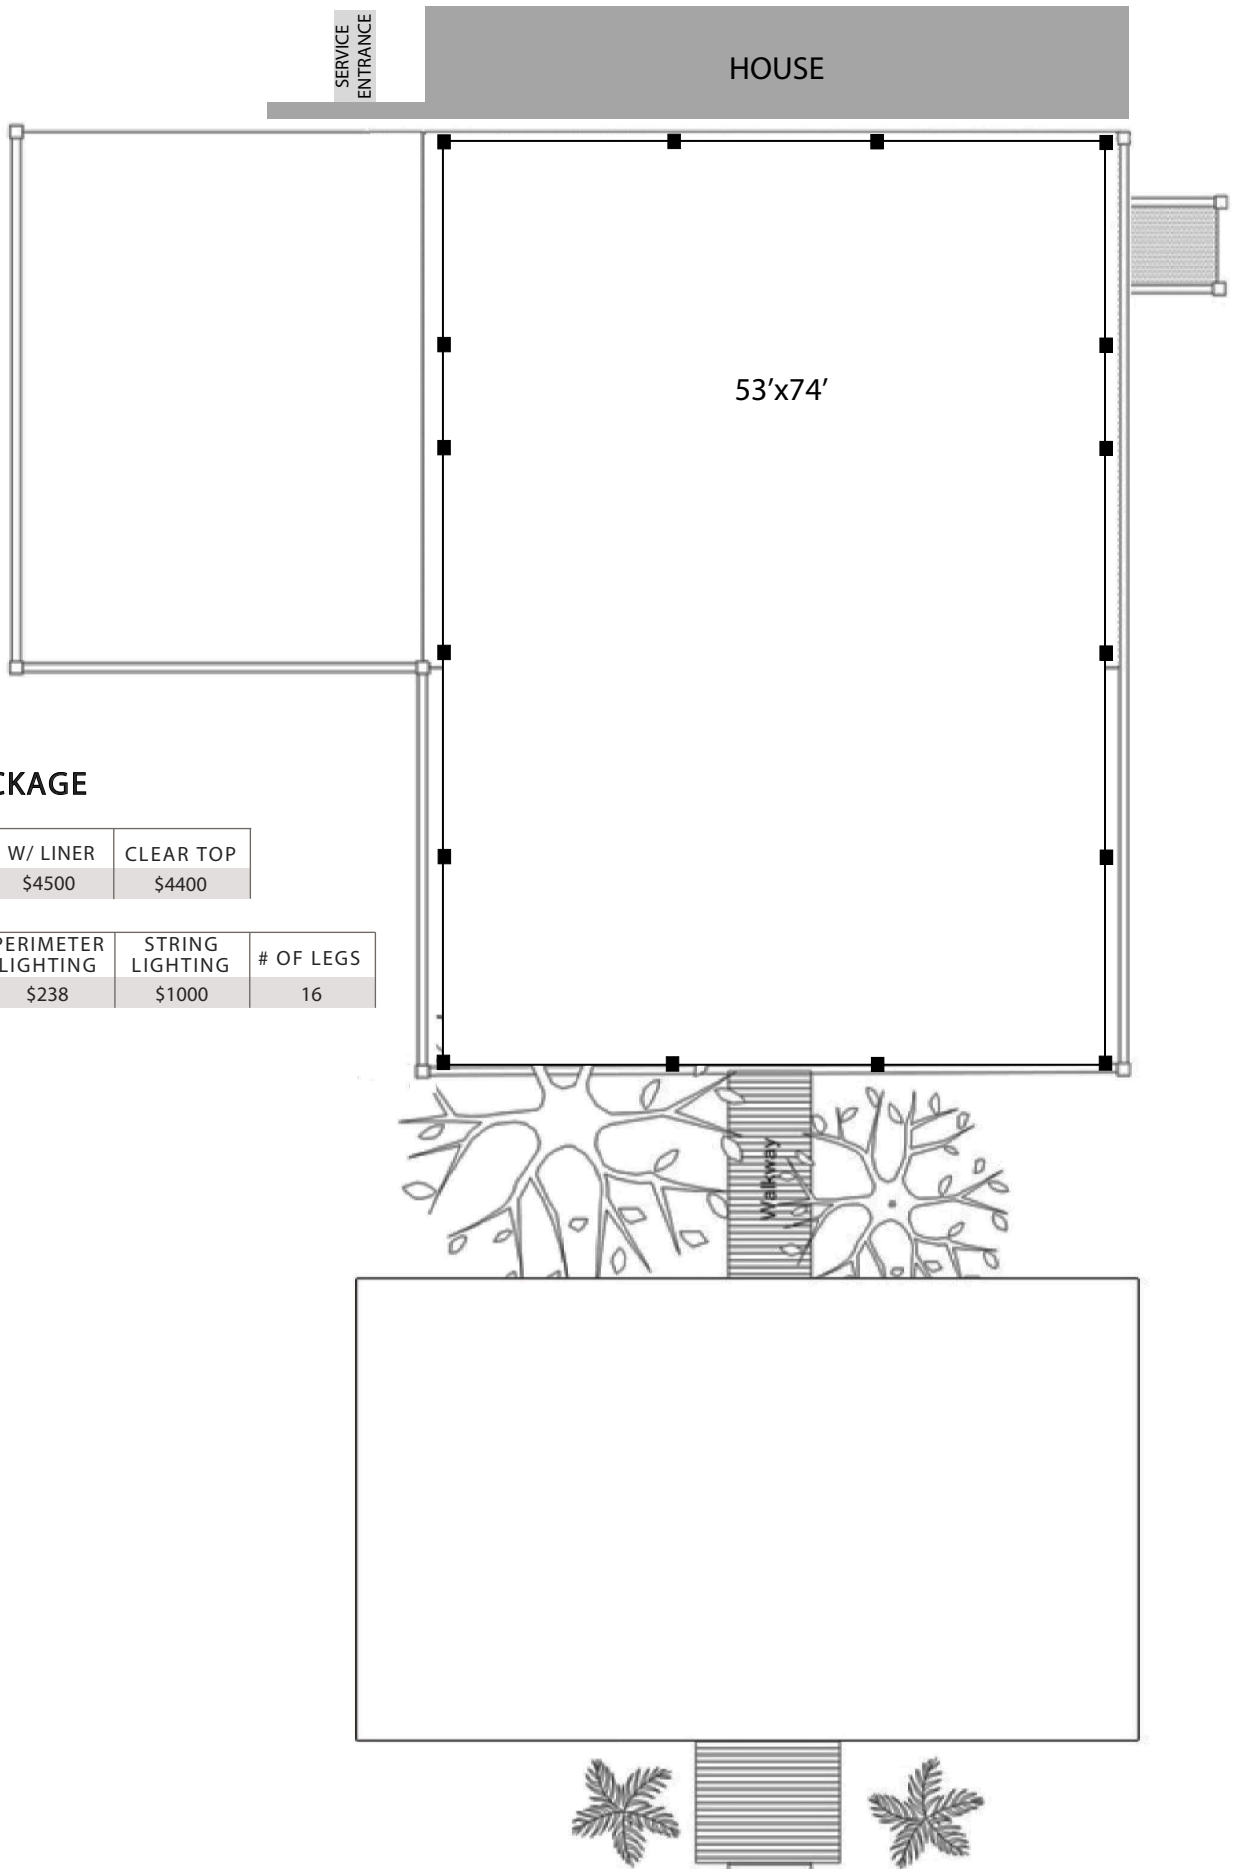 SERVICE
ENTRANCE
HOUSE
53’x74’
CKAGE
W/ LINER
CLEAR TOP
$4500
$4400
PERIMETER
LIGHTING
STRING
LIGHTING
# OF LEGS
$238
$1000
16
Walkway